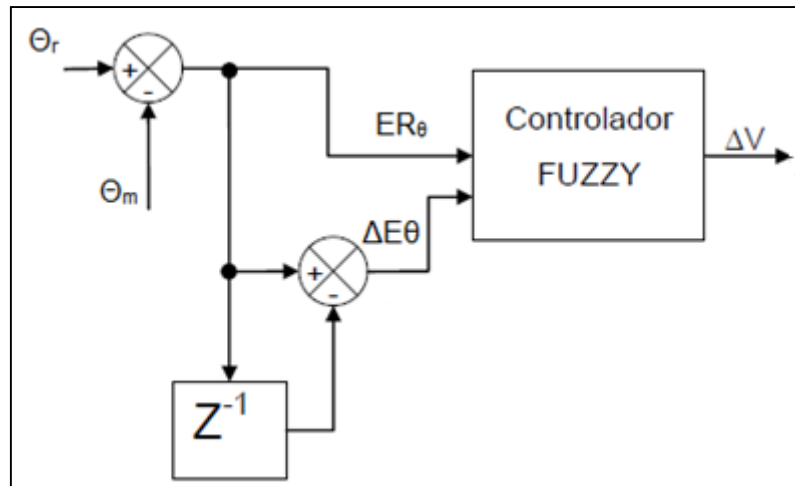 Θr
+
-
Θm
ERθ
ΔEθ
Controlador
FUZZY
ΔV
+
-
Z-1